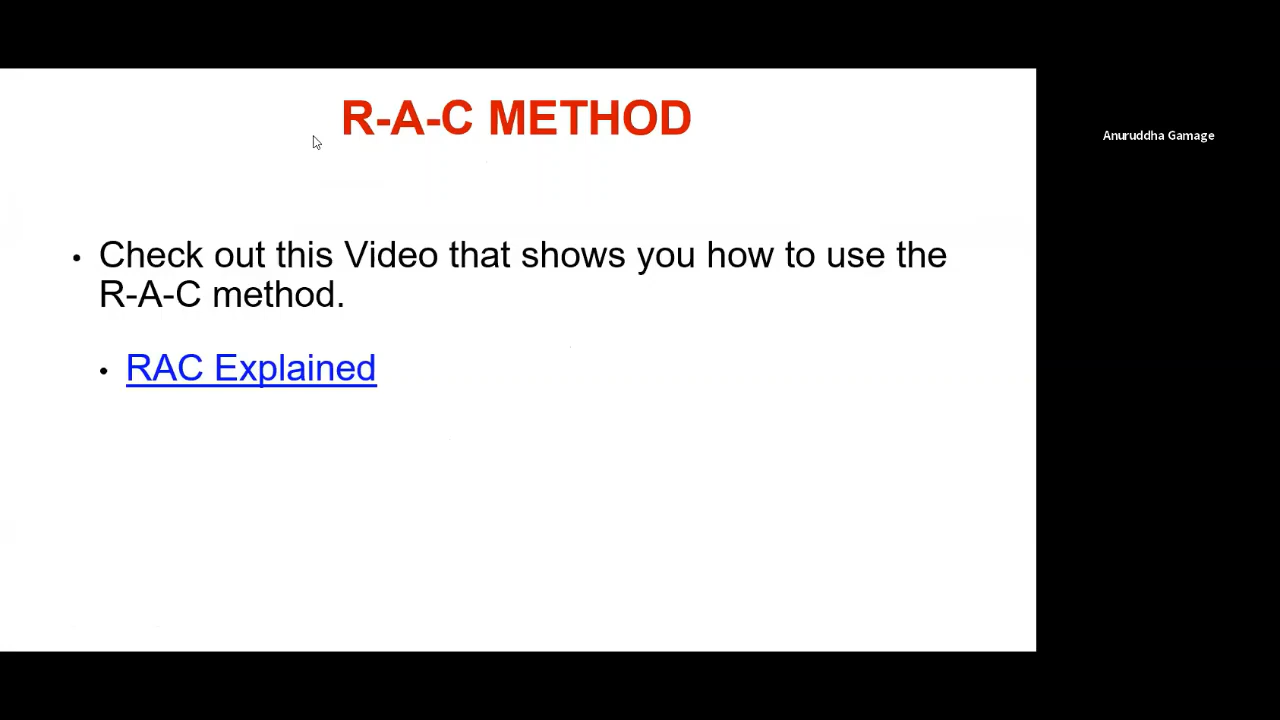 R-A-C METHOD
Anuruddha Gamage
• Check out this Video that shows you how to use the
R-A-C method.
• RAC Explained